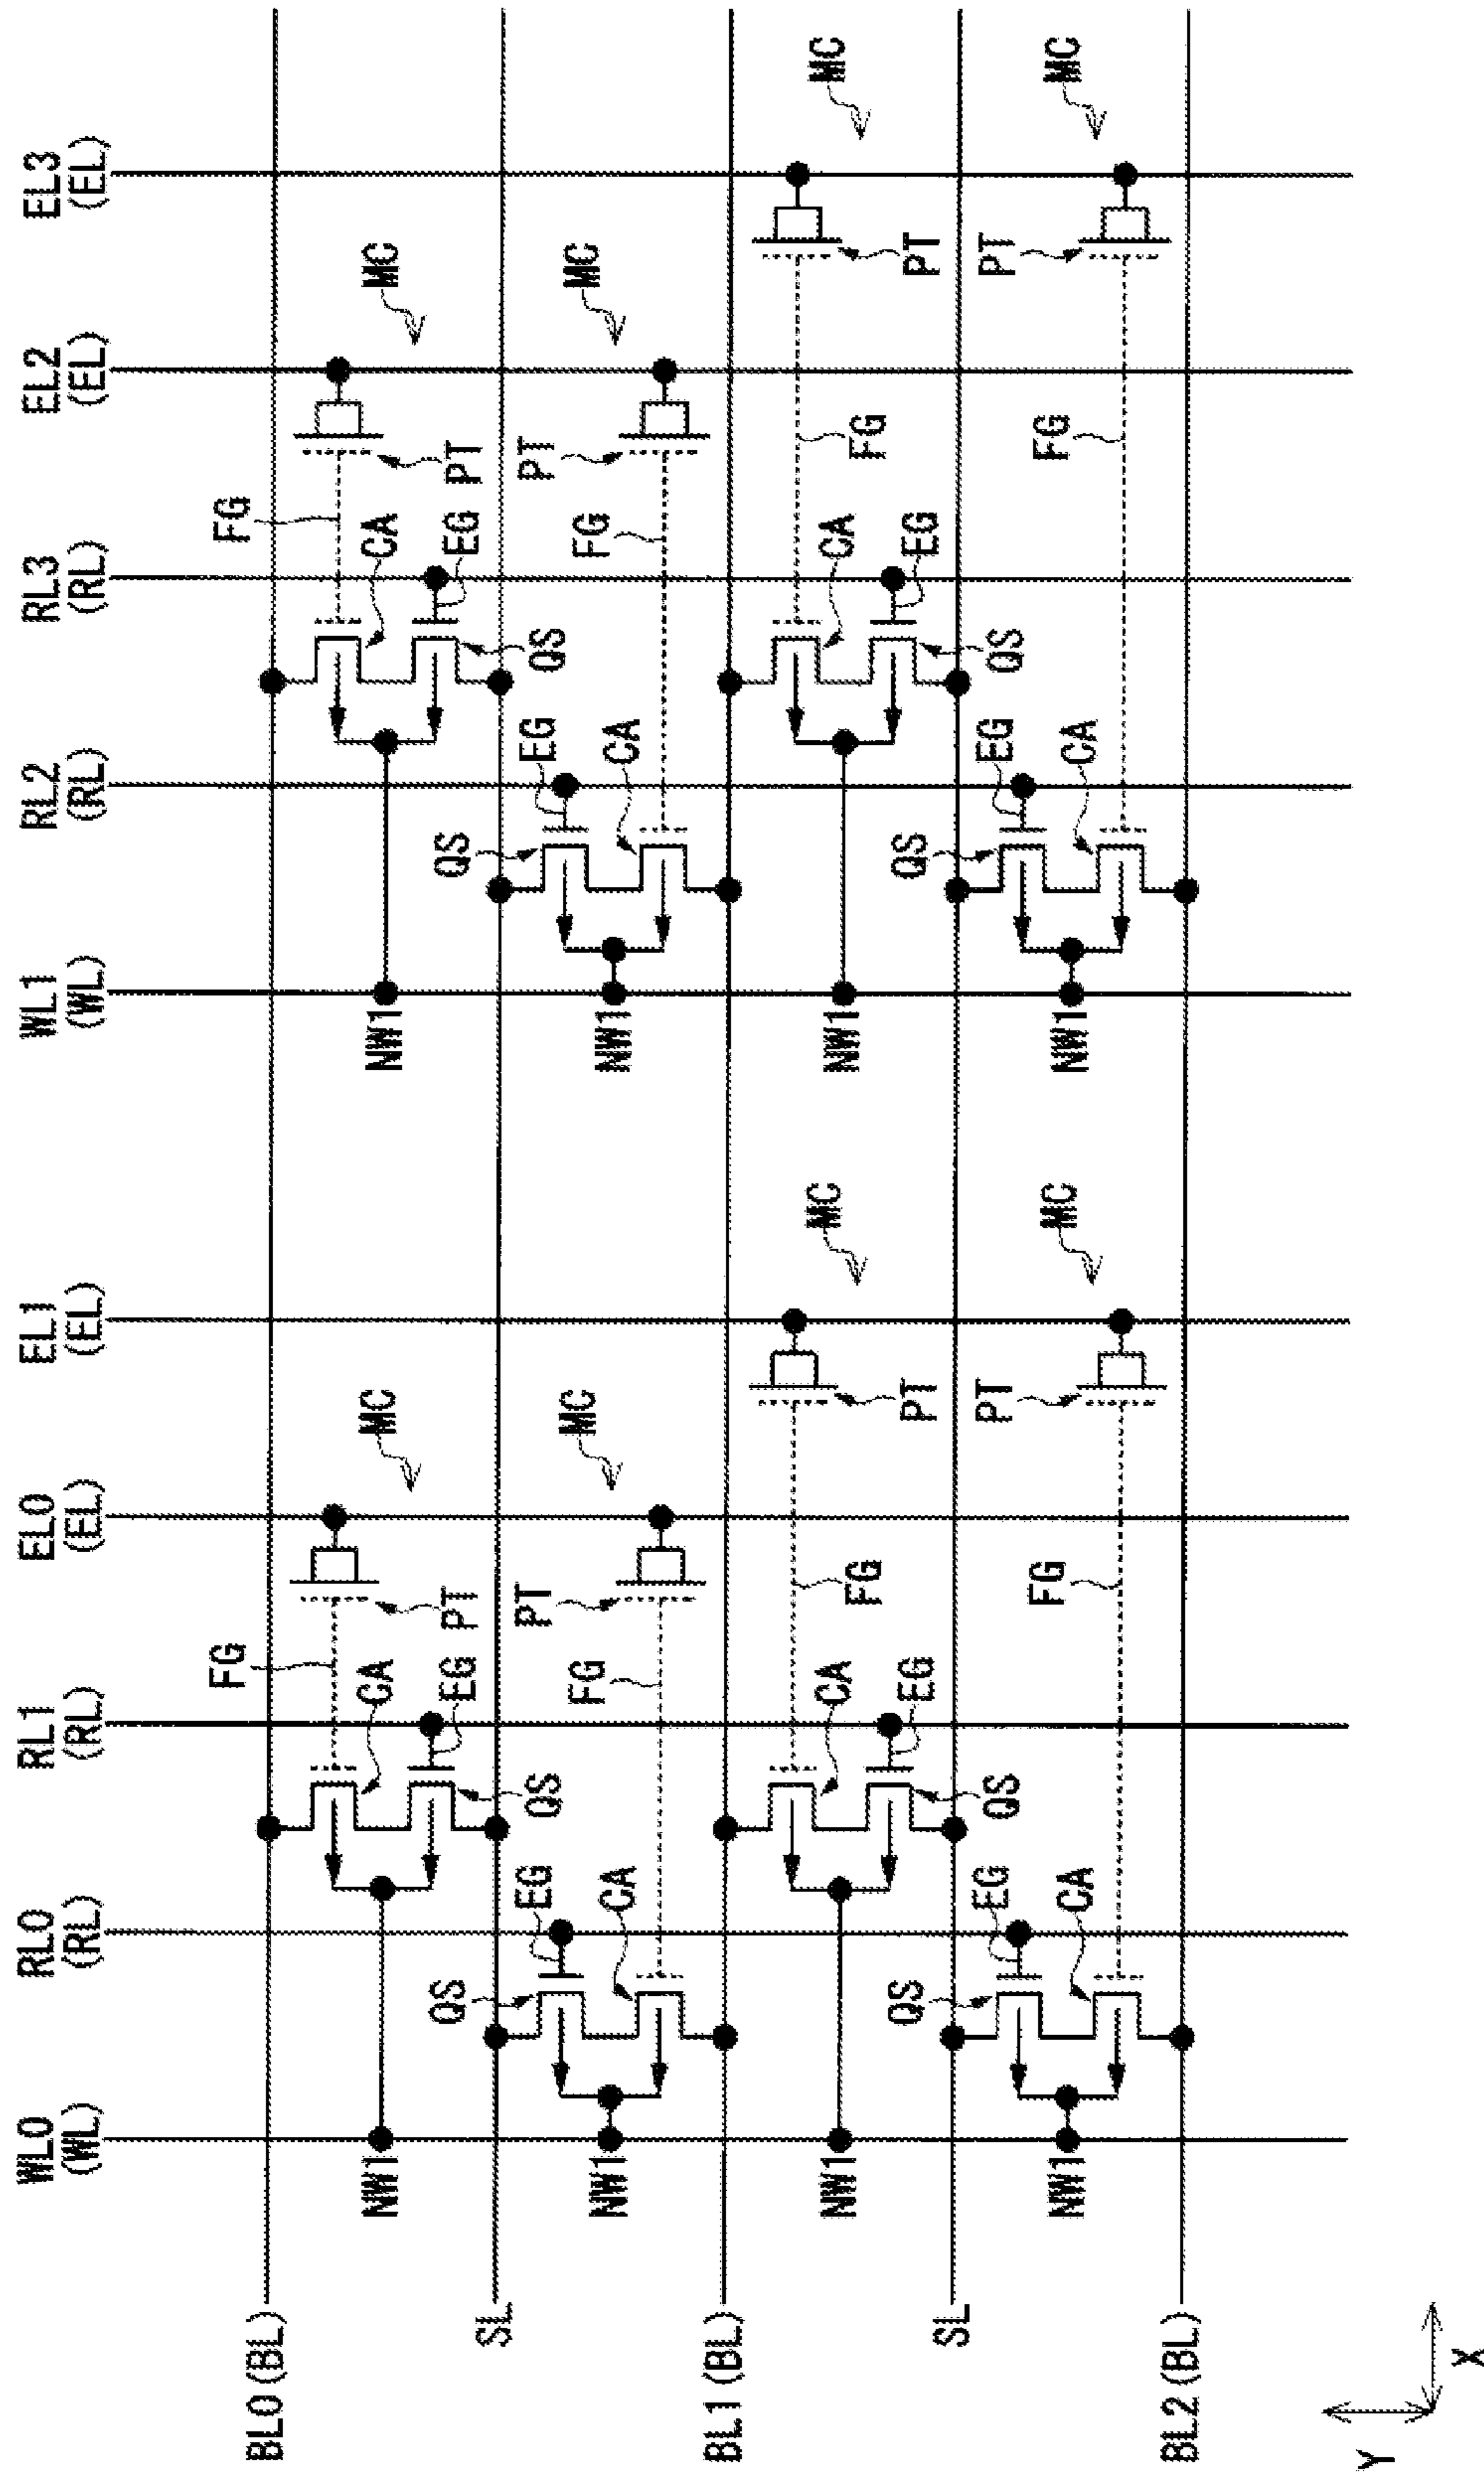 WL0 RL0 RL1 EL0 EL1 WL1 RL2 RL3 EL2 EL3
(WL) (RL) (RL) (EL) (EL) (WL) (RL) (RL) (EL) (EL)
FG FG
BL0(BL)
NW1 CA MC NW1 CA MC
QS EG PT QS EG PT
SL
EG QS PT EG QS PT
NW1 CA FG MC NW1 CA FG MC
BL1(BL)
NW1 CA MC NW1 CA MC
FG FG
QS EG PT QS EG PT
SL
EG QS PT EG QS PT
NW1 CA FG MC NW1 CA FG MC
BL2(BL)
Y
X